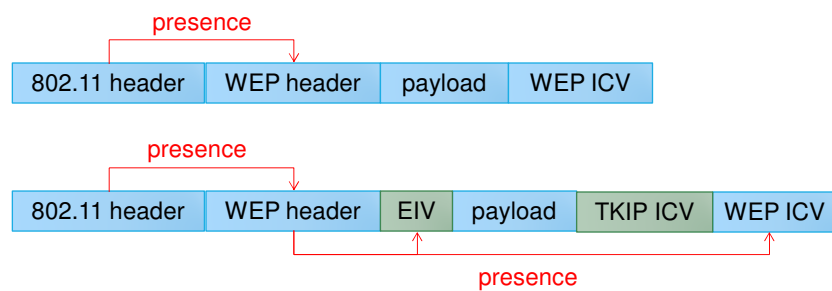 presence
802.11 header WEP header payload WEP ICV
presence
802.11 header WEP header EIV payload TKIP ICV WEP ICV
presence